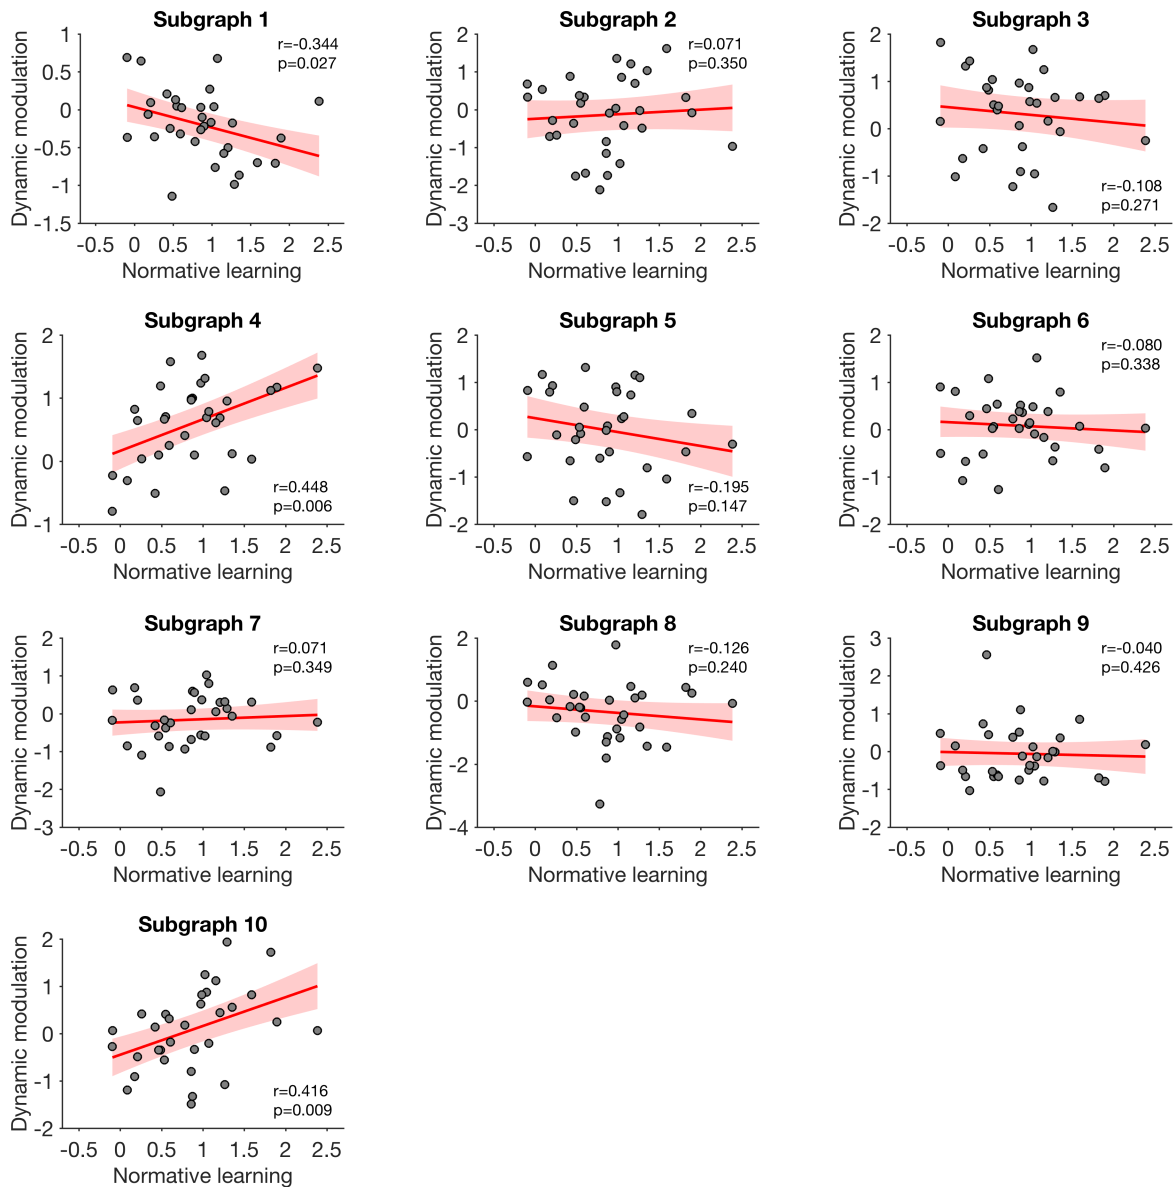 Subgraph 1
r=-0.344
p=0.027
Dynamic modulation
1
0.5
0
-0.5
-1
-1.5
-0.5 0 0.5 1 1.5 2 2.5
Normative learning
Subgraph 2
r=0.071
p=0.350
Dynamic modulation
2
1
0
-1
-2
-3
-0.5 0 0.5 1 1.5 2 2.5
Normative learning
Subgraph 3
Dynamic modulation
2
1
0
-1
-2
r=-0.108
p=0.271
-0.5 0 0.5 1 1.5 2 2.5
Normative learning
Subgraph 4
Dynamic modulation
2
1
0
-1
r=0.448
p=0.006
-0.5 0 0.5 1 1.5 2 2.5
Normative learning
Subgraph 5
Dynamic modulation
2
1
0
-1
-2
r=-0.195
p=0.147
-0.5 0 0.5 1 1.5 2 2.5
Normative learning
Subgraph 6
r=-0.080
p=0.338
Dynamic modulation
2
1
0
-1
-2
-0.5 0 0.5 1 1.5 2 2.5
Normative learning
Subgraph 7
r=0.071
p=0.349
Dynamic modulation
2
1
0
-1
-2
-3
-0.5 0 0.5 1 1.5 2 2.5
Normative learning
Subgraph 8
r=-0.126
p=0.240
Dynamic modulation
2
0
-2
-4
-0.5 0 0.5 1 1.5 2 2.5
Normative learning
Subgraph 9
r=-0.040
p=0.426
Dynamic modulation
3
2
1
0
-1
-2
-0.5 0 0.5 1 1.5 2 2.5
Normative learning
Subgraph 10
Dynamic modulation
2
1
0
-1
-2
r=0.416
p=0.009
-0.5 0 0.5 1 1.5 2 2.5
Normative learning